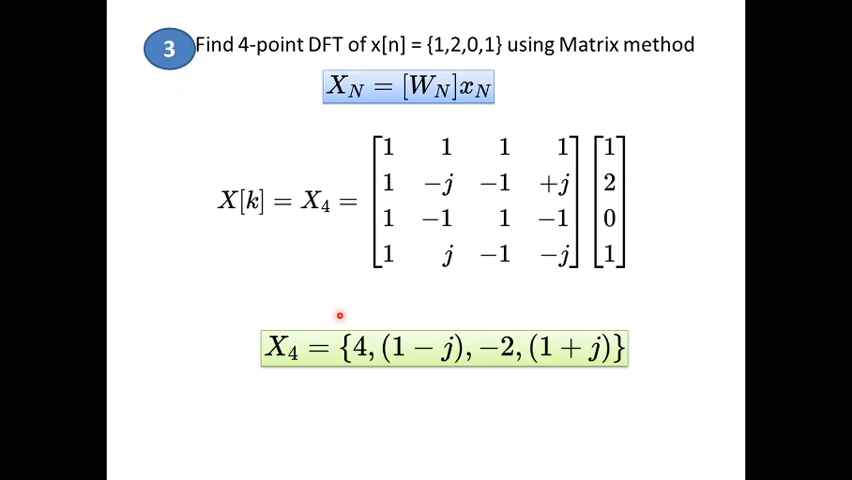 3
Find 4-point DFT of x[n] = {1,2,0,1} using Matrix method
X_N = [W_N]x_N
X[k] = X_4 =
1 1 1 1 1
1 −j −1 +j 2
1 −1 1 −1 0
1 j −1 −j 1
X_4 = {4, (1 − j), −2, (1 + j)}